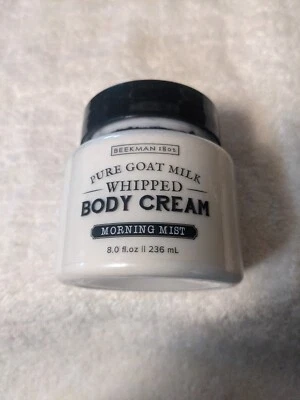 BEEKMAN 1802
PURE GOAT MILK
WHIPPED
BODY CREAM
MORNING MIST
8.0 fl.oz || 236 mL